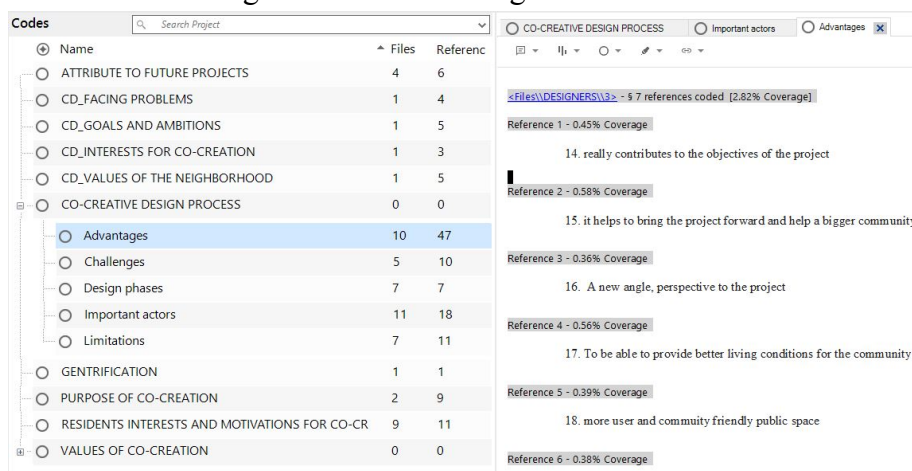 Codes
Search Project
Name Files Referenc
ATTRIBUTE TO FUTURE PROJECTS 4 6
CD_FACING PROBLEMS 1 4
CD_GOALS AND AMBITIONS 1 5
CD_INTERESTS FOR CO-CREATION 1 3
CD_VALUES OF THE NEIGHBORHOOD 1 5
CO-CREATIVE DESIGN PROCESS 0 0
Advantages 10 47
Challenges 5 10
Design phases 7 7
Important actors 11 18
Limitations 7 11
GENTRIFICATION 1 1
PURPOSE OF CO-CREATION 2 9
RESIDENTS INTERESTS AND MOTIVATIONS FOR CO-CR 9 11
VALUES OF CO-CREATION 0 0
CO-CREATIVE DESIGN PROCESS Important actors Advantages
<Files\\DESIGNERS\\3> - § 7 references coded [2.82% Coverage]
Reference 1 - 0.45% Coverage
14. really contributes to the objectives of the project
Reference 2 - 0.58% Coverage
15. it helps to bring the project forward and help a bigger community
Reference 3 - 0.36% Coverage
16. A new angle, perspective to the project
Reference 4 - 0.56% Coverage
17. To be able to provide better living conditions for the community
Reference 5 - 0.39% Coverage
18. more user and commuity friendly public space
Reference 6 - 0.38% Coverage